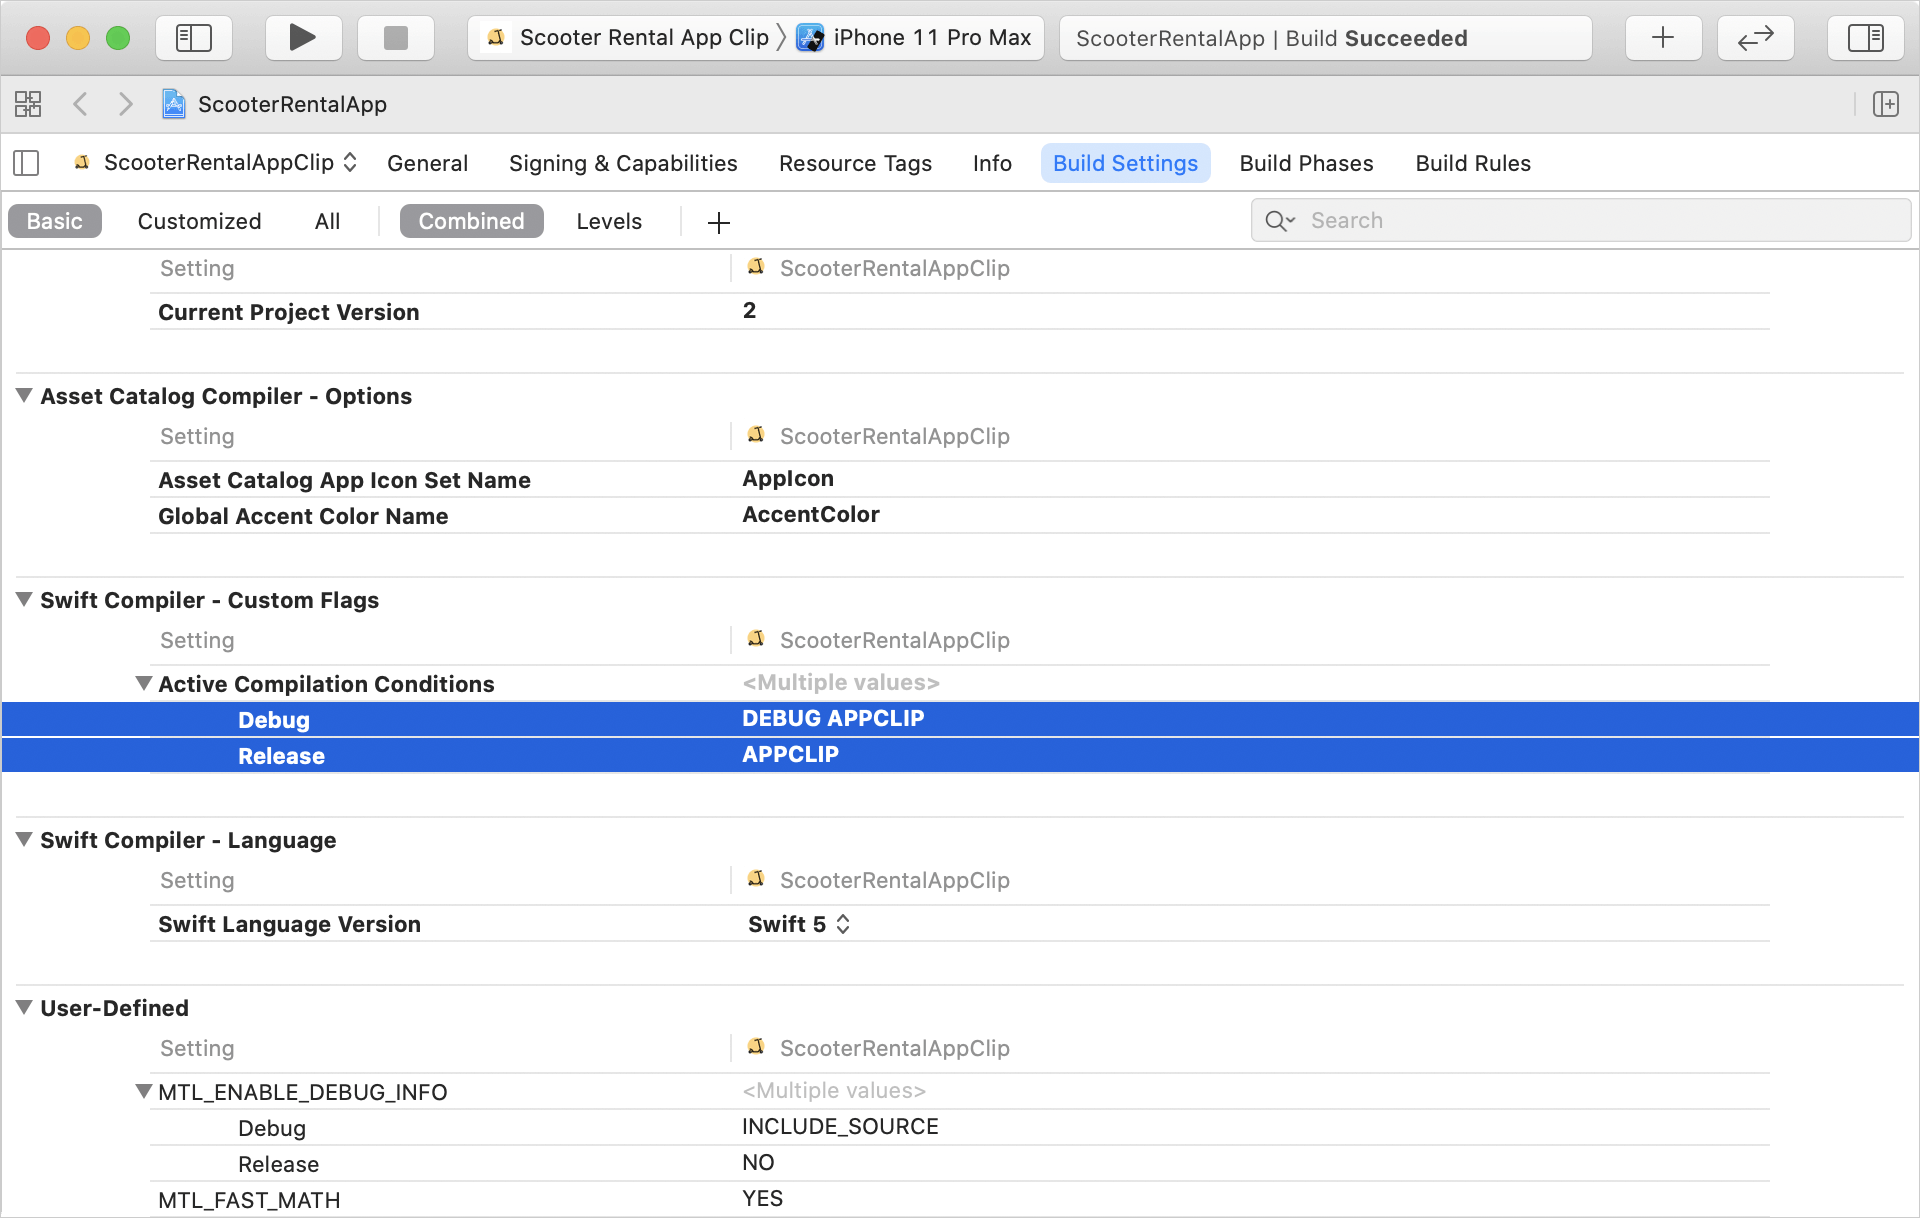 Scooter Rental App Clip iPhone 11 Pro Max ScooterRentalApp | Build Succeeded
ScooterRentalApp
ScooterRentalAppClip General Signing & Capabilities Resource Tags Info Build Settings Build Phases Build Rules
Basic Customized All Combined Levels Search
Setting ScooterRentalAppClip
Current Project Version 2
Asset Catalog Compiler - Options
Setting ScooterRentalAppClip
Asset Catalog App Icon Set Name AppIcon
Global Accent Color Name AccentColor
Swift Compiler - Custom Flags
Setting ScooterRentalAppClip
Active Compilation Conditions <Multiple values>
Debug DEBUG APPCLIP
Release APPCLIP
Swift Compiler - Language
Setting ScooterRentalAppClip
Swift Language Version Swift 5
User-Defined
Setting ScooterRentalAppClip
MTL_ENABLE_DEBUG_INFO <Multiple values>
Debug INCLUDE_SOURCE
Release NO
MTL_FAST_MATH YES